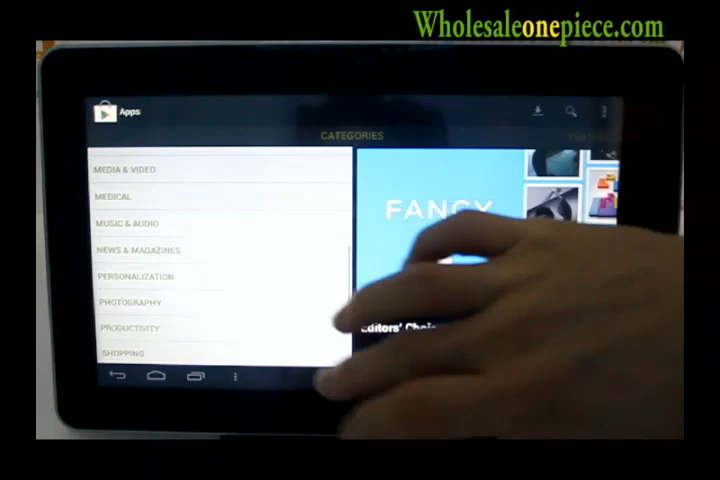 Wholesaleonepiece.com
Apps
CATEGORIES
MEDIA & VIDEO
MEDICAL
MUSIC & AUDIO
NEWS & MAGAZINES
PERSONALIZATION
PHOTOGRAPHY
PRODUCTIVITY
SHOPPING
FANCY
Editors' Choice